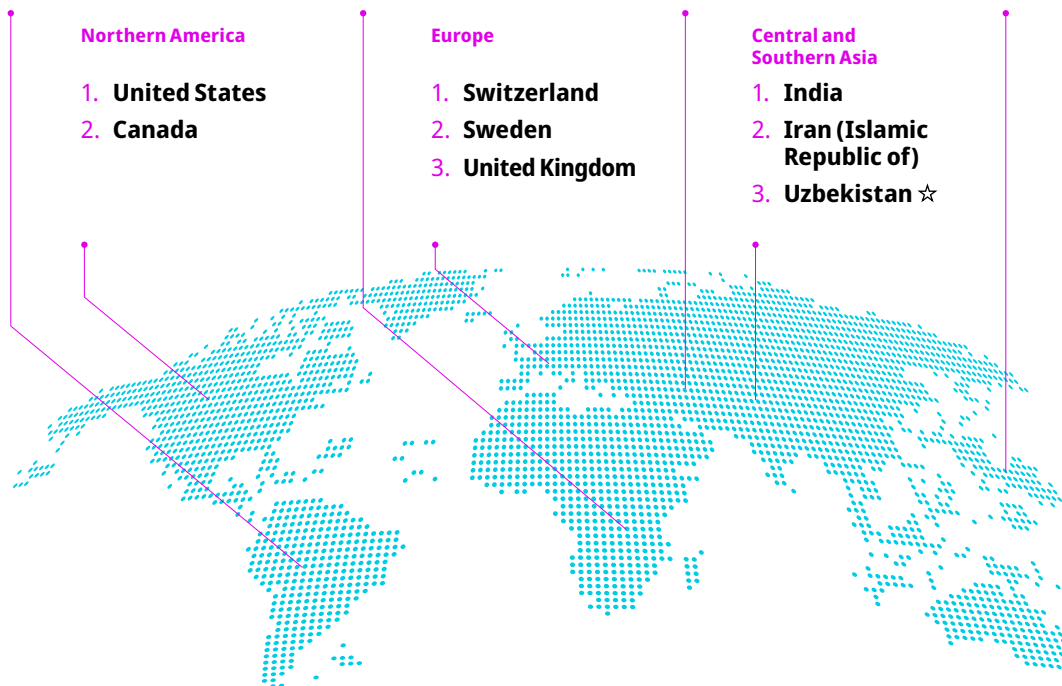 Northern America
1. United States
2. Canada
Europe
1. Switzerland
2. Sweden
3. United Kingdom
Central and
Southern Asia
1. India
2. Iran (Islamic
Republic of)
3. Uzbekistan ☆